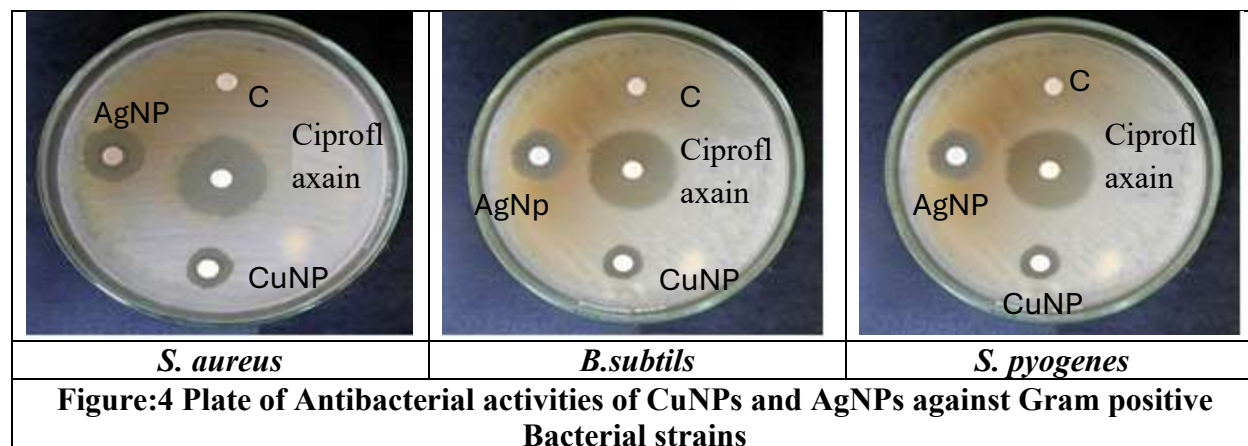 AgNP
C
Ciprofl
axain
CuNP
C
Ciprofl
axain
AgNp
CuNP
C
Ciprofl
axain
AgNP
CuNP
S. aureus
B.subtils
S. pyogenes
Figure:4 Plate of Antibacterial activities of CuNPs and AgNPs against Gram positive
Bacterial strains